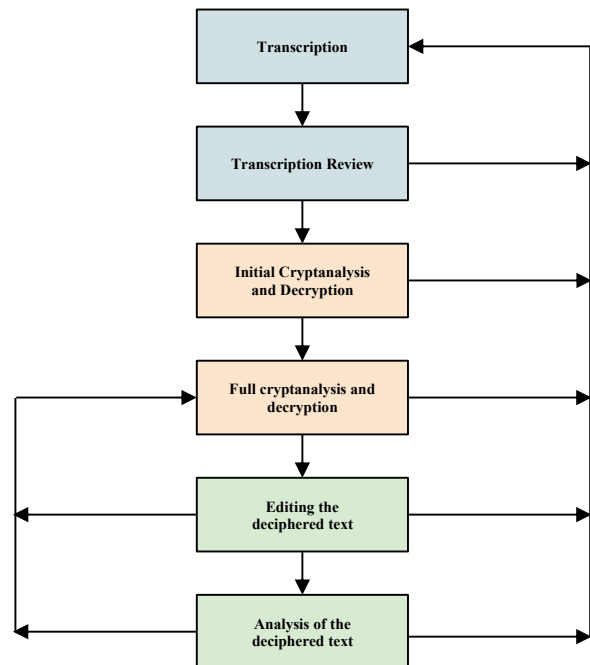 Transcription
Transcription Review
Initial Cryptanalysis
and Decryption
Full cryptanalysis and
decryption
Editing the
deciphered text
Analysis of the
deciphered text